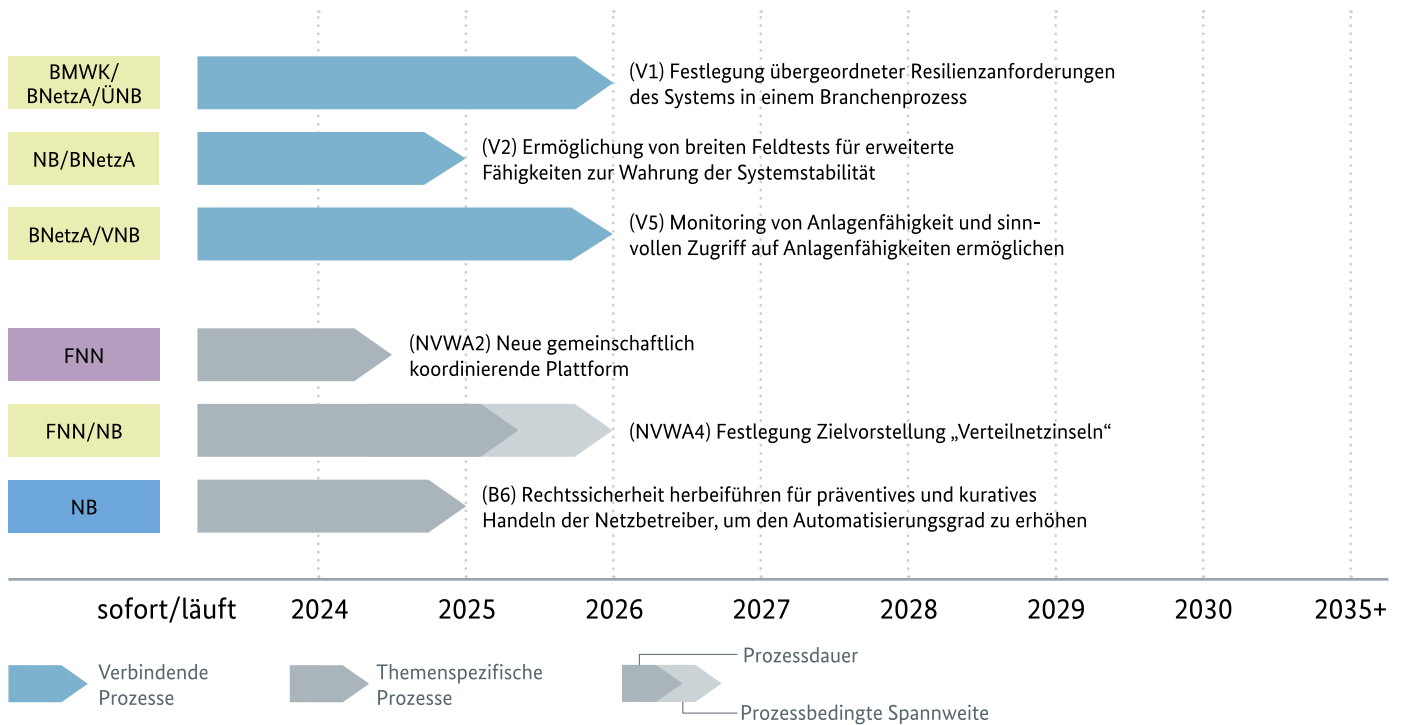 BMWK/
BNetzA/ÜNB
(V1) Festlegung übergeordneter Resilienzanforderungen
des Systems in einem Branchenprozess
NB/BNetzA
(V2) Ermöglichung von breiten Feldtests für erweiterte
Fähigkeiten zur Wahrung der Systemstabilität
BNetzA/VNB
(V5) Monitoring von Anlagenfähigkeit und sinn-
vollen Zugriff auf Anlagenfähigkeiten ermöglichen
FNN
(NVWA2) Neue gemeinschaftlich
koordinierende Plattform
FNN/NB
(NVWA4) Festlegung Zielvorstellung „Verteilnetzinseln“
NB
(B6) Rechtssicherheit herbeiführen für präventives und kuratives
Handeln der Netzbetreiber, um den Automatisierungsgrad zu erhöhen
sofort/läuft 2024 2025 2026 2027 2028 2029 2030 2035+
Verbindende
Prozesse
Themenspezifische
Prozesse
Prozessdauer
Prozessbedingte Spannweite